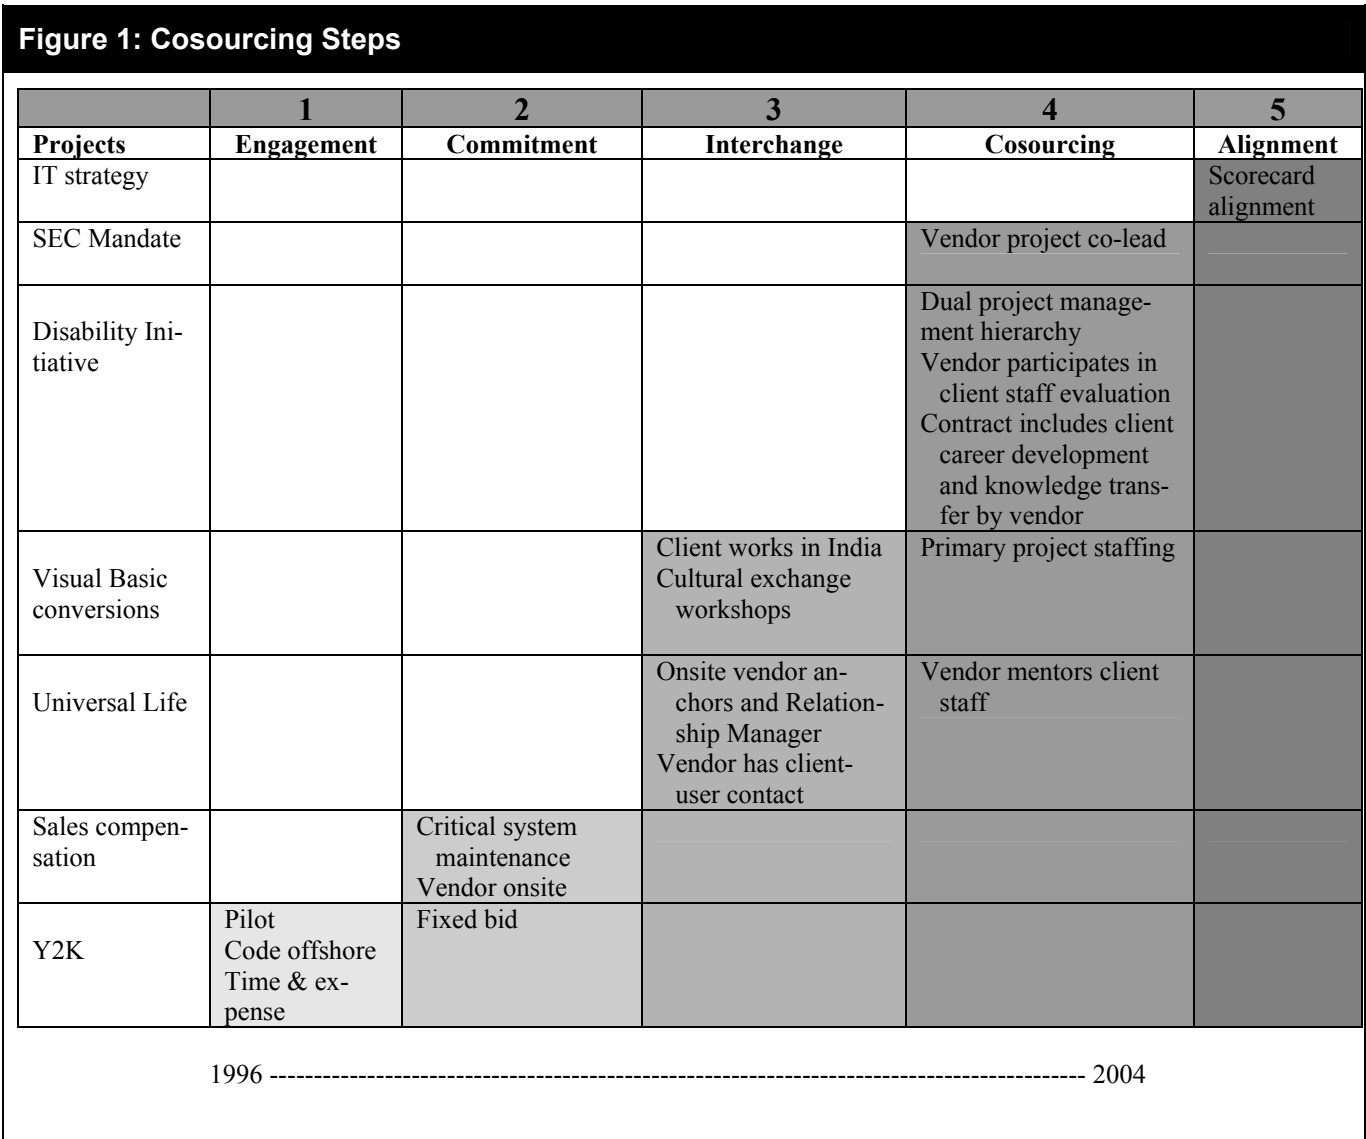 Figure 1: Cosourcing Steps
1 2 3 4 5
Projects Engagement Commitment Interchange Cosourcing Alignment
IT strategy
Scorecard
alignment
SEC Mandate
Vendor project co-lead
Disability Ini-
tiative
Dual project manage-
ment hierarchy
Vendor participates in
client staff evaluation
Contract includes client
career development
and knowledge trans-
fer by vendor
Visual Basic
conversions
Client works in India
Cultural exchange
workshops
Primary project staffing
Universal Life
Onsite vendor an-
chors and Relation-
ship Manager
Vendor has client-
user contact
Vendor mentors client
staff
Sales compen-
sation
Critical system
maintenance
Vendor onsite
Y2K
Pilot
Code offshore
Time & ex-
pense
Fixed bid
1996 -------------------------------------------------------------------------------------------- 2004